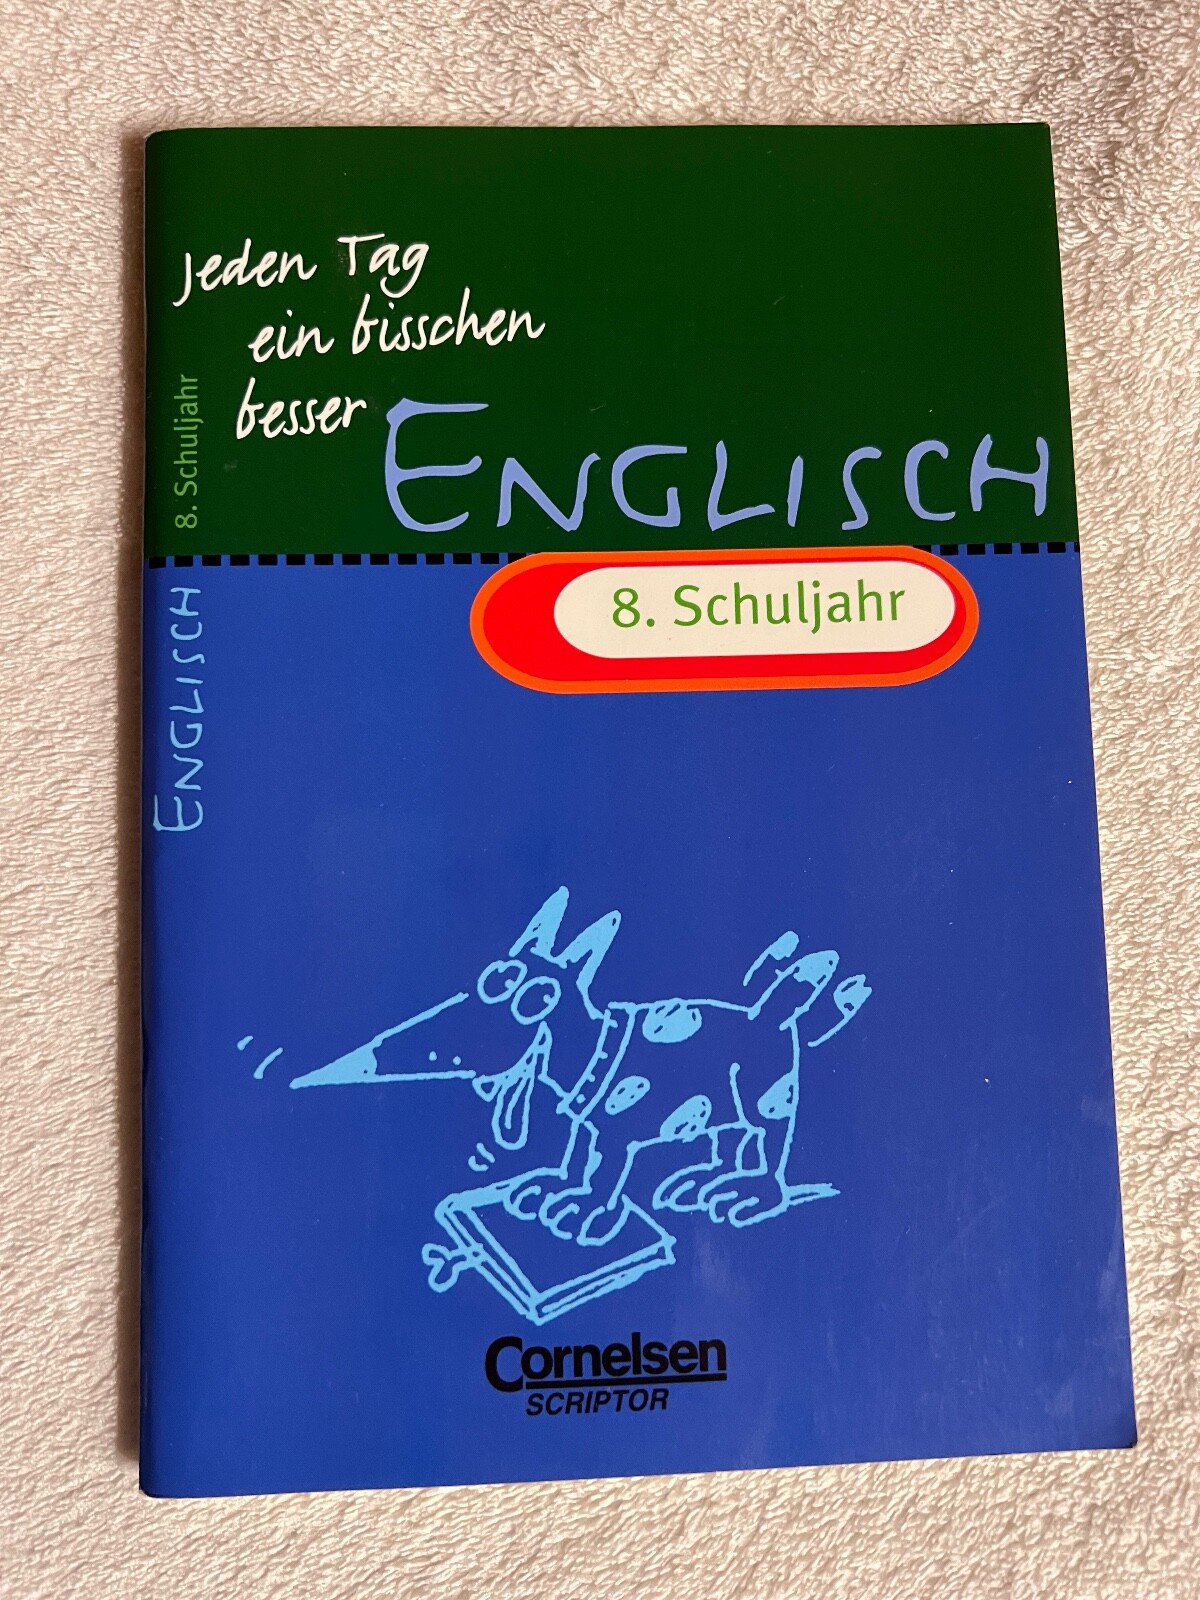 Jeden Tag
ein bisschen
besser
ENGLISCH
8. Schuljahr
8. Schuljahr
ENGLISCH
Cornelsen
SCRIPTOR